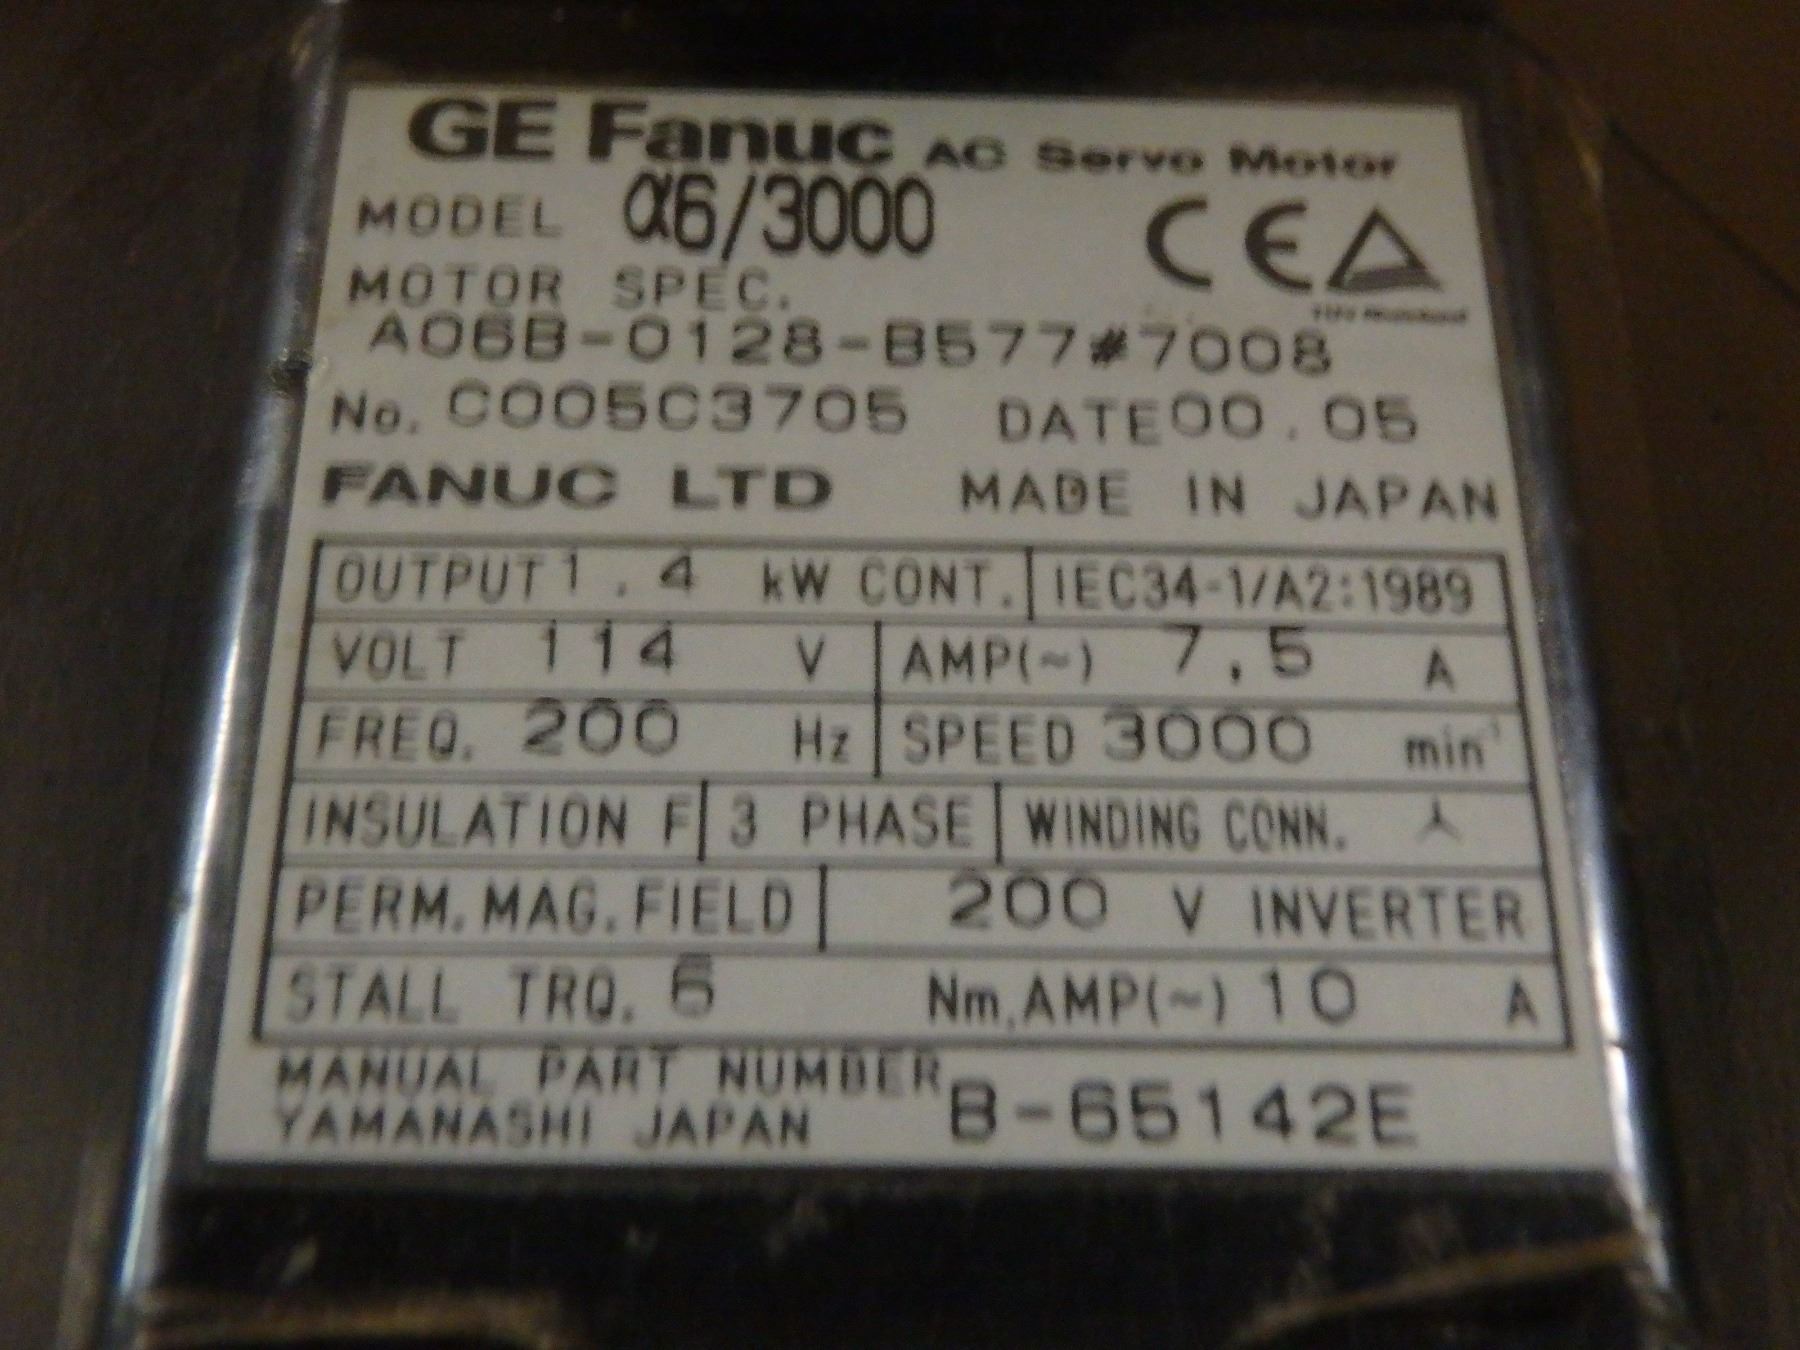 GE Fanuc AC Servo Motor
MODEL α6/3000
CE
MOTOR SPEC.
A06B-0128-B577#7008
No. C005C3705 DATE 00.05
FANUC LTD MADE IN JAPAN
OUTPUT 1.4 kW CONT. IEC34-1/A2:1989
VOLT 114 V AMP(~) 7.5 A
FREQ. 200 Hz SPEED 3000 min⁻¹
INSULATION F 3 PHASE WINDING CONN.
PERM. MAG. FIELD 200 V INVERTER
STALL TRQ. 6 Nm, AMP(~) 10 A
MANUAL PART NUMBER B-65142E
YAMANASHI JAPAN